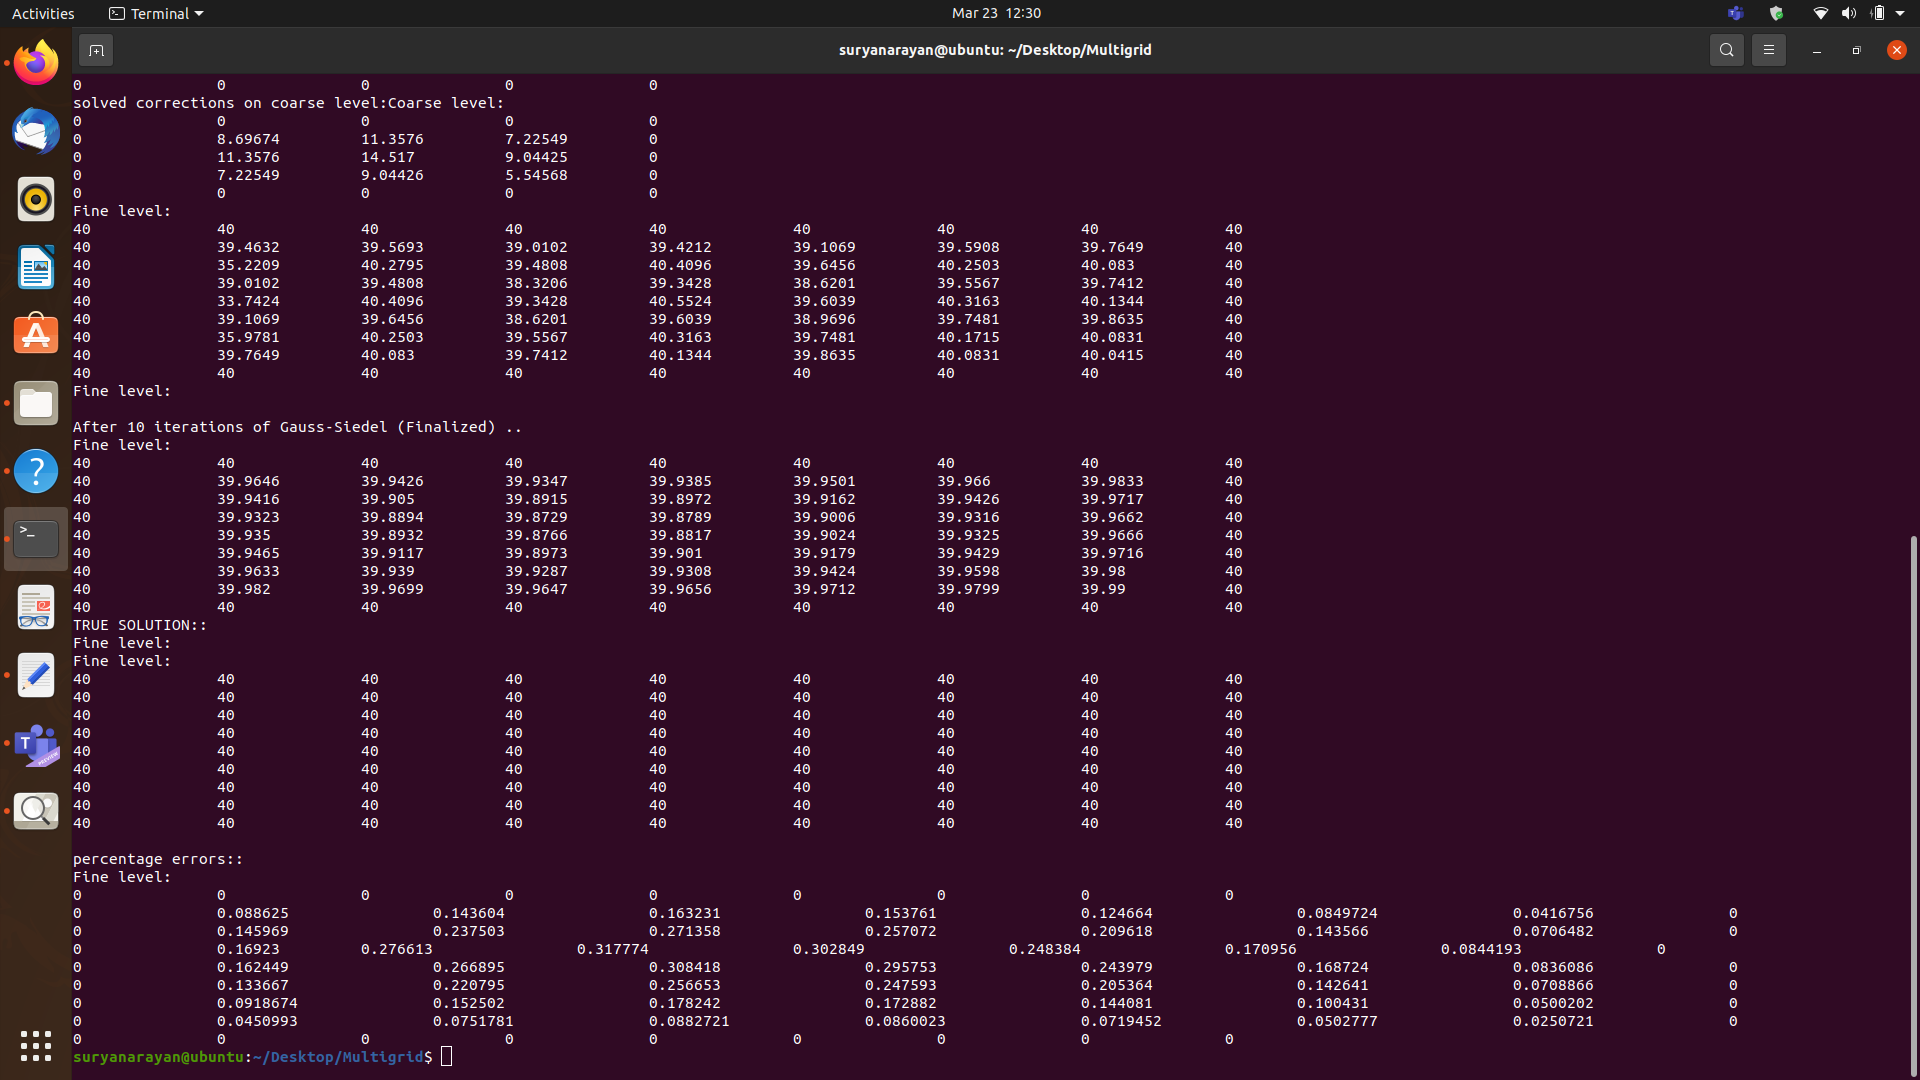 Activities Terminal Mar 23 12:30
suryanarayan@ubuntu: ~/Desktop/Multigrid
0 0 0 0 0
solved corrections on coarse level:Coarse level:
0 0 0 0 0
0 8.69674 11.3576 7.22549 0
0 11.3576 14.517 9.04425 0
0 7.22549 9.04426 5.54568 0
0 0 0 0 0
Fine level:
40 40 40 40 40 40 40 40 40
40 39.4632 39.5693 39.0102 39.4212 39.1069 39.5908 39.7649 40
40 35.2209 40.2795 39.4808 40.4096 39.6456 40.2503 40.083 40
40 39.0102 39.4808 38.3206 39.3428 38.6201 39.5567 39.7412 40
40 33.7424 40.4096 39.3428 40.5524 39.6039 40.3163 40.1344 40
40 39.1069 39.6456 38.6201 39.6039 38.9696 39.7481 39.8635 40
40 35.9781 40.2503 39.5567 40.3163 39.7481 40.1715 40.0831 40
40 39.7649 40.083 39.7412 40.1344 39.8635 40.0831 40.0415 40
40 40 40 40 40 40 40 40 40
Fine level:
After 10 iterations of Gauss-Siedel (Finalized) ..
Fine level:
40 40 40 40 40 40 40 40 40
40 39.9646 39.9426 39.9347 39.9385 39.9501 39.966 39.9833 40
40 39.9416 39.905 39.8915 39.8972 39.9162 39.9426 39.9717 40
40 39.9323 39.8894 39.8729 39.8789 39.9006 39.9316 39.9662 40
40 39.935 39.8932 39.8766 39.8817 39.9024 39.9325 39.9666 40
40 39.9465 39.9117 39.8973 39.901 39.9179 39.9429 39.9716 40
40 39.9633 39.939 39.9287 39.9308 39.9424 39.9598 39.98 40
40 39.982 39.9699 39.9647 39.9656 39.9712 39.9799 39.99 40
40 40 40 40 40 40 40 40 40
TRUE SOLUTION::
Fine level:
Fine level:
40 40 40 40 40 40 40 40 40
40 40 40 40 40 40 40 40 40
40 40 40 40 40 40 40 40 40
40 40 40 40 40 40 40 40 40
40 40 40 40 40 40 40 40 40
40 40 40 40 40 40 40 40 40
40 40 40 40 40 40 40 40 40
40 40 40 40 40 40 40 40 40
40 40 40 40 40 40 40 40 40
percentage errors::
Fine level:
0 0 0 0 0 0 0 0 0
0 0.088625 0.143604 0.163231 0.153761 0.124664 0.0849724 0.0416756 0
0 0.145969 0.237503 0.271358 0.257072 0.209618 0.143566 0.0706482 0
0 0.16923 0.276613 0.317774 0.302849 0.248384 0.170956 0.0844193 0
0 0.162449 0.266895 0.308418 0.295753 0.243979 0.168724 0.0836086 0
0 0.133667 0.220795 0.256653 0.247593 0.205364 0.142641 0.0708866 0
0 0.0918674 0.152502 0.178242 0.172882 0.144081 0.100431 0.0500202 0
0 0.0450993 0.0751781 0.0882721 0.0860023 0.0719452 0.0502777 0.0250721 0
0 0 0 0 0 0 0 0 0
suryanarayan@ubuntu:~/Desktop/Multigrid$